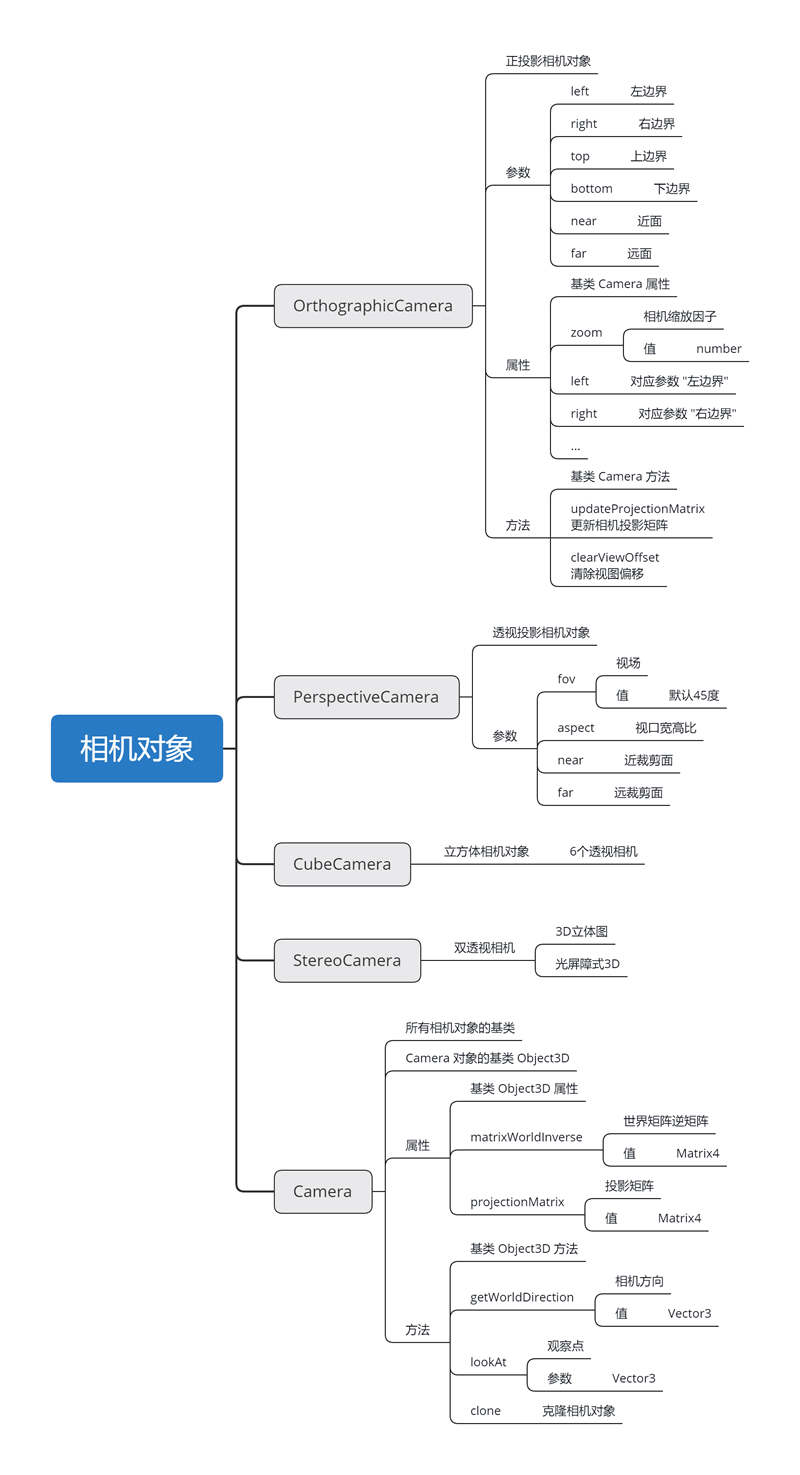 相机对象
OrthographicCamera
正投影相机对象
参数
left 左边界
right 右边界
top 上边界
bottom 下边界
near 近面
far 远面
属性
基类 Camera 属性
zoom
相机缩放因子
值 number
left 对应参数 "左边界"
right 对应参数 "右边界"
...
方法
基类 Camera 方法
updateProjectionMatrix
更新相机投影矩阵
clearViewOffset
清除视图偏移
PerspectiveCamera
透视投影相机对象
参数
fov
视场
值 默认45度
aspect 视口宽高比
near 近裁剪面
far 远裁剪面
CubeCamera
立方体相机对象 6个透视相机
StereoCamera
双透视相机
3D立体图
光屏障式3D
Camera
所有相机对象的基类
Camera 对象的基类 Object3D
属性
基类 Object3D 属性
matrixWorldInverse
世界矩阵逆矩阵
值 Matrix4
projectionMatrix
投影矩阵
值 Matrix4
方法
基类 Object3D 方法
getWorldDirection
相机方向
值 Vector3
lookAt
观察点
参数 Vector3
clone 克隆相机对象